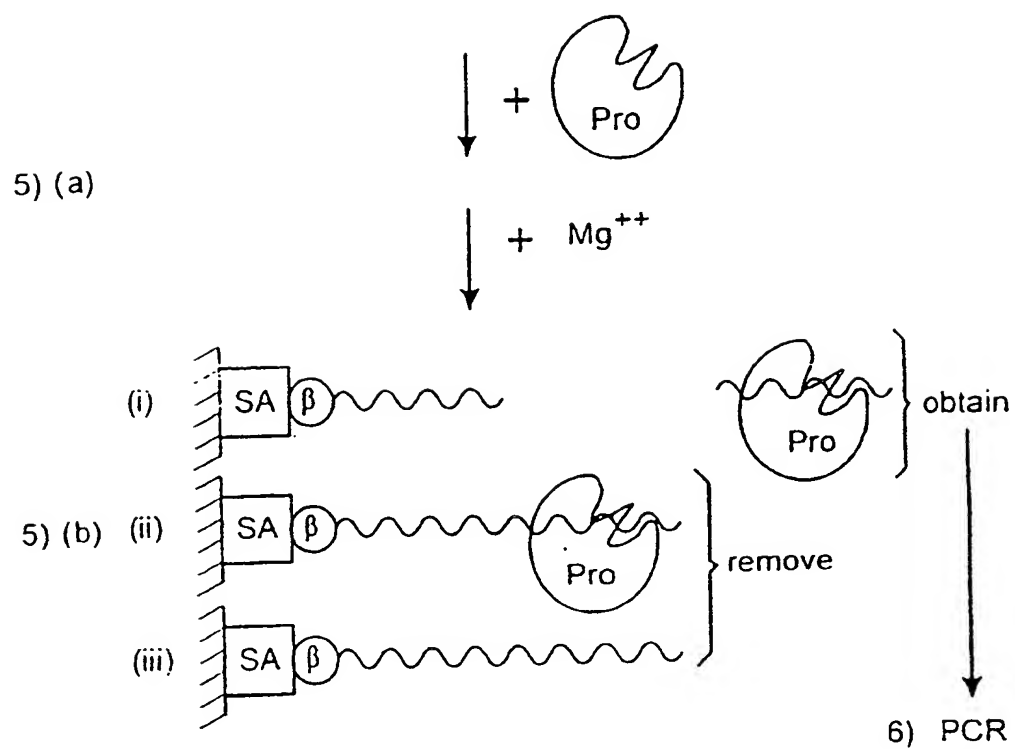 + Pro
5) (a)
+ Mg++
(i) SA β Pro obtain
5) (b) (ii) SA β Pro remove
(iii) SA β
6) PCR